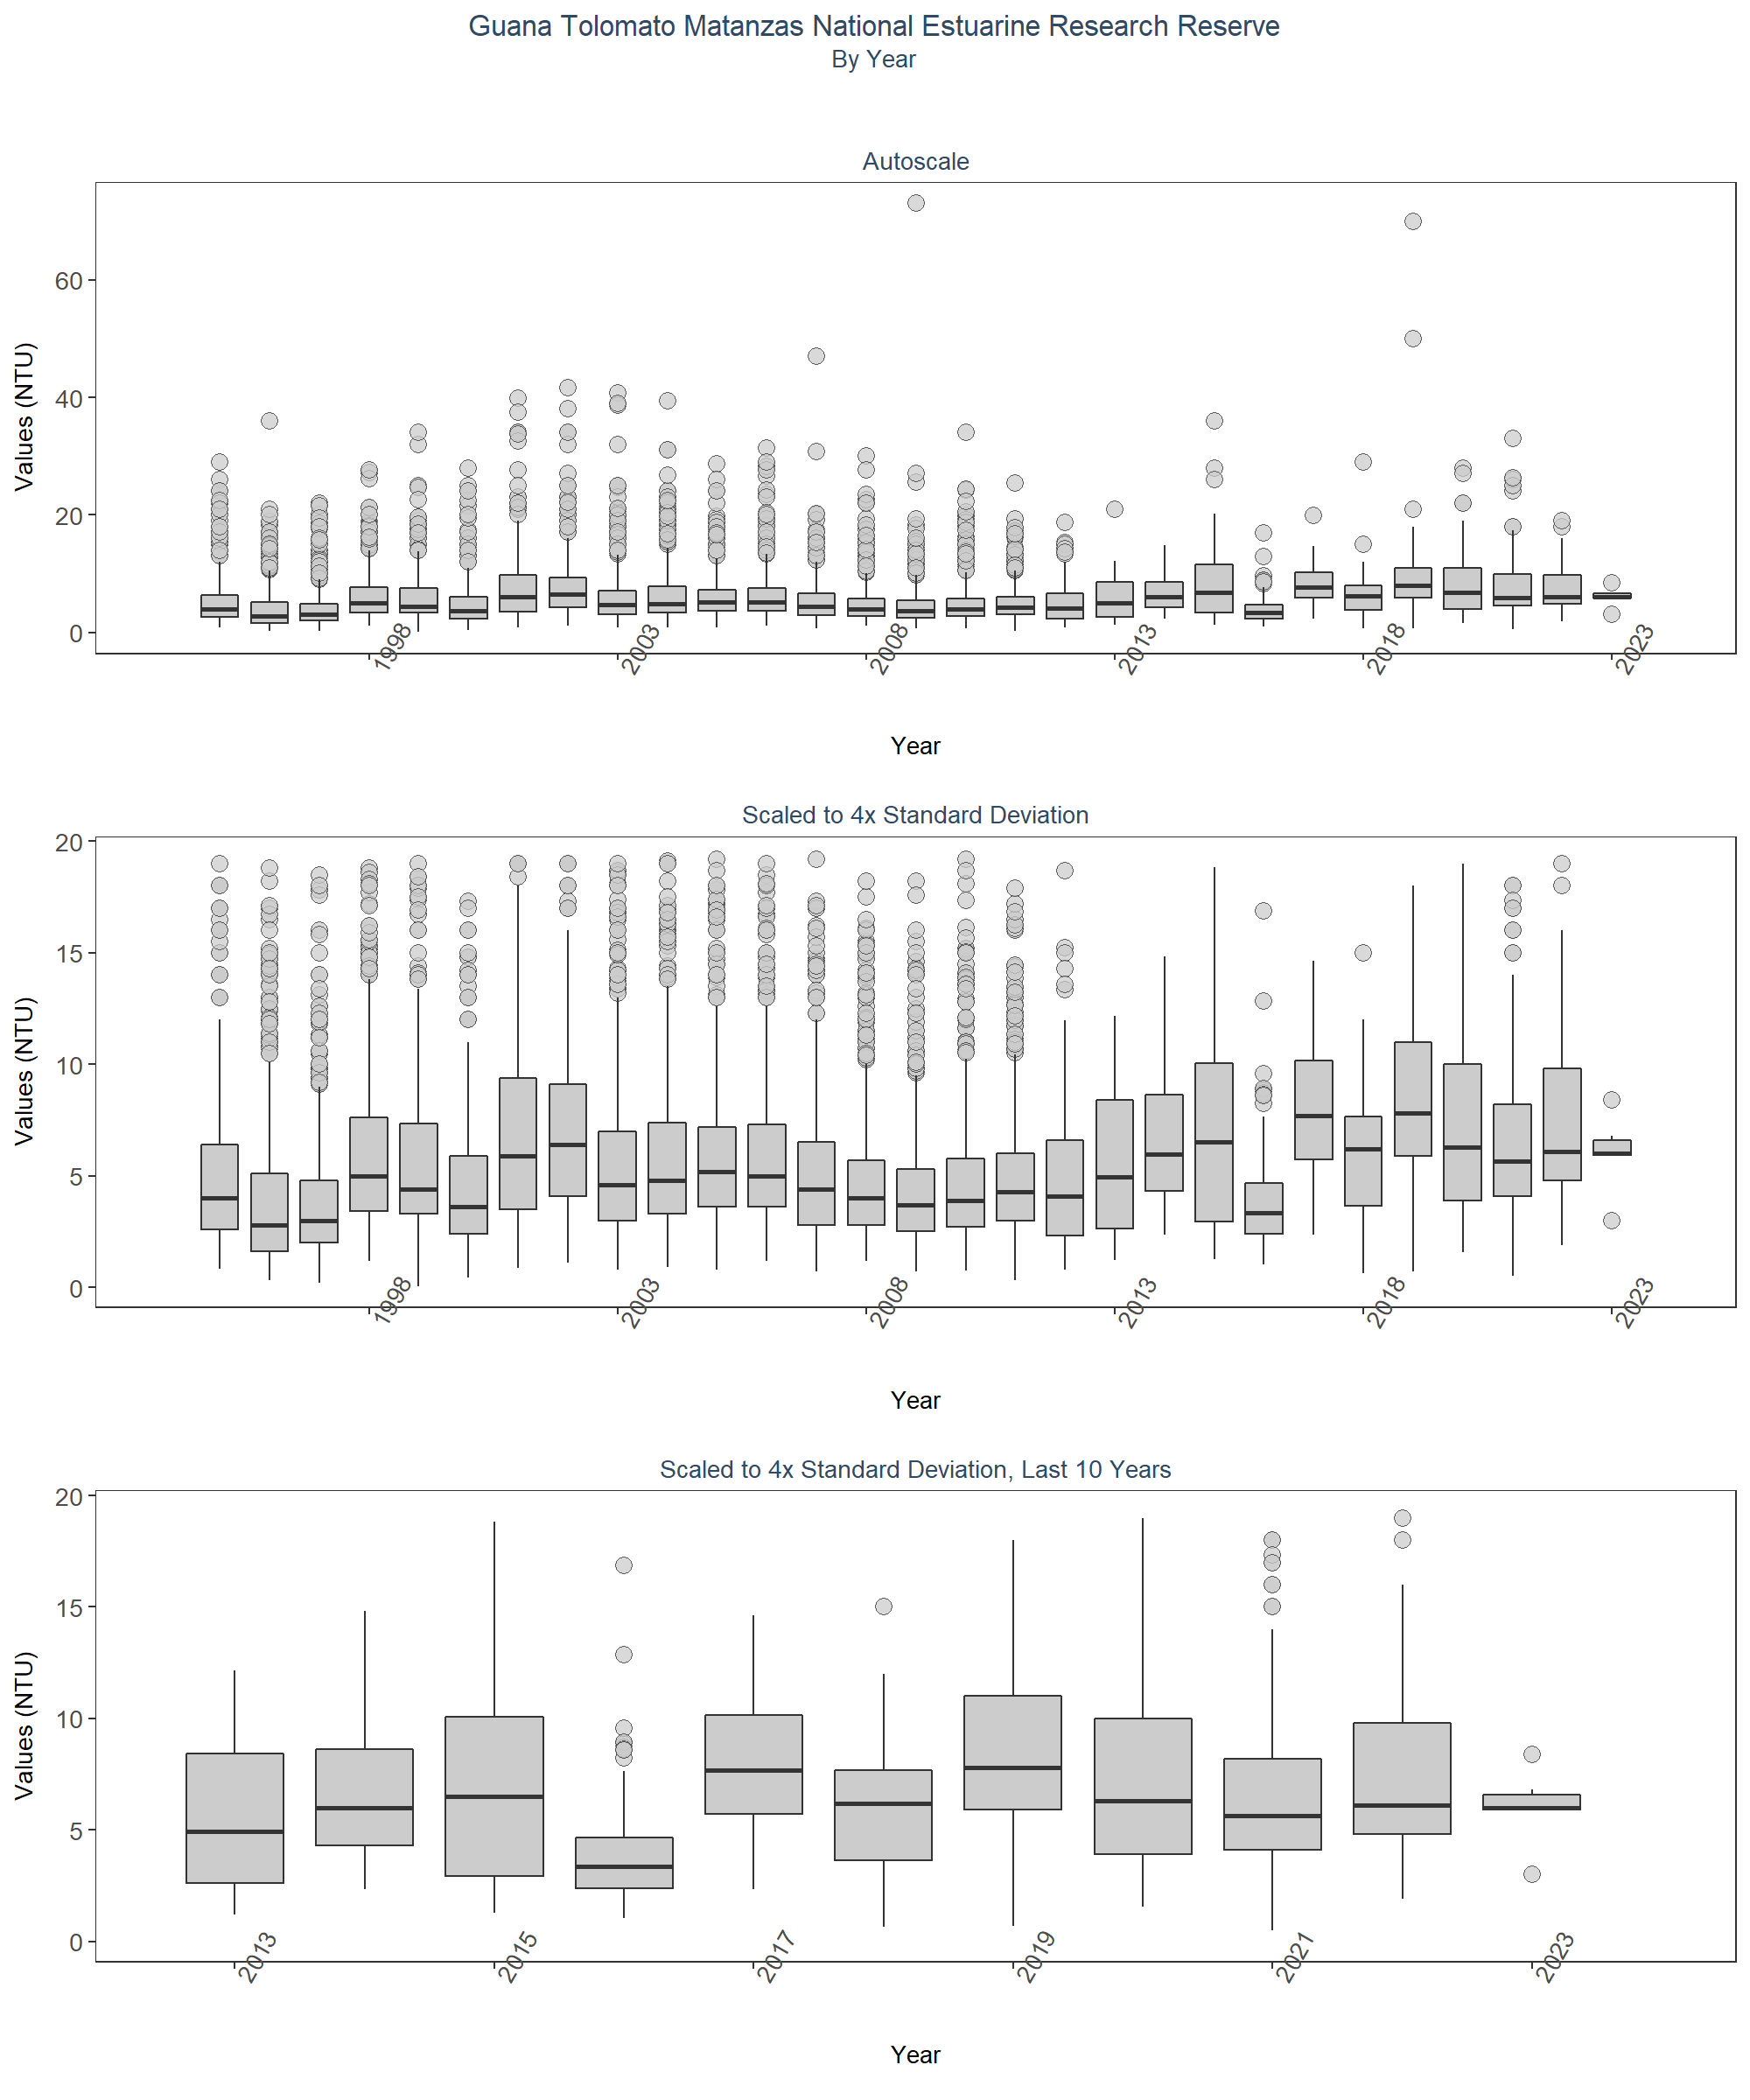 Guana Tolomato Matanzas National Estuarine Research Reserve
By Year
Autoscale
Values (NTU)
60
40
20
0
1998
2003
2008
2013
2018
2023
Year
Scaled to 4x Standard Deviation
Values (NTU)
20
15
10
5
0
1998
2003
2008
2013
2018
2023
Year
Scaled to 4x Standard Deviation, Last 10 Years
Values (NTU)
20
15
10
5
0
2013
2015
2017
2019
2021
2023
Year